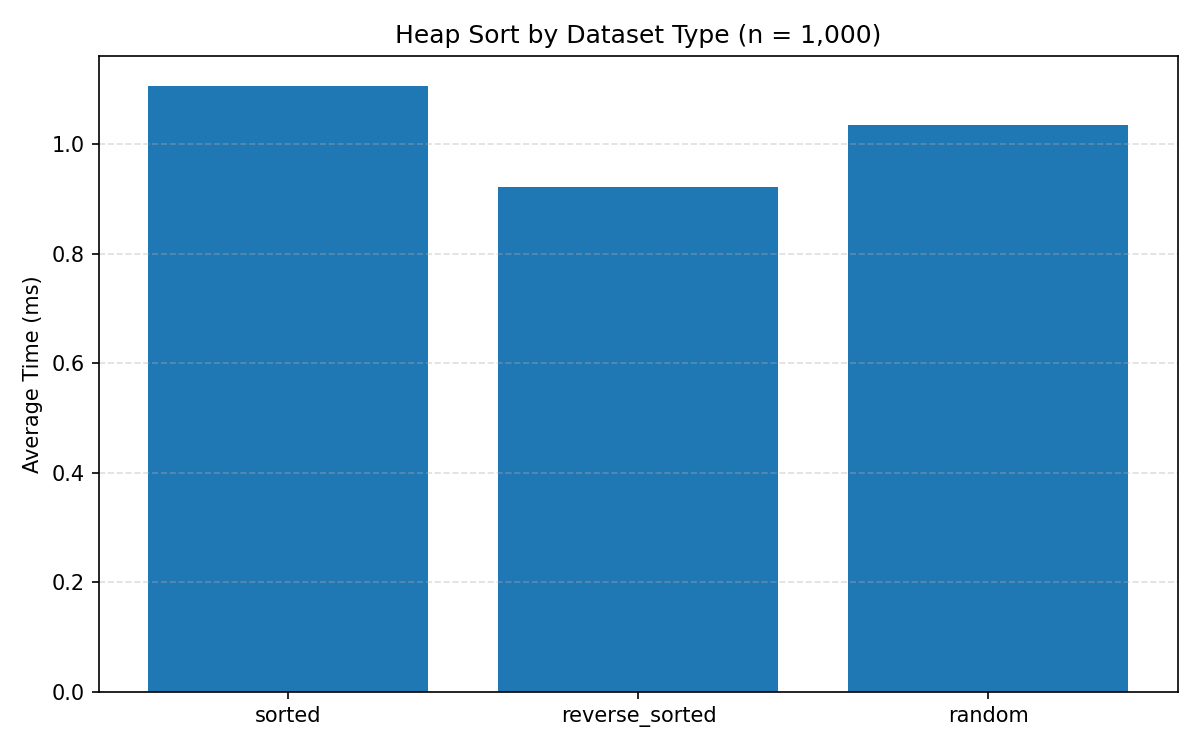 Heap Sort by Dataset Type (n = 1,000)
Average Time (ms)
1.0
0.8
0.6
0.4
0.2
0.0
sorted
reverse_sorted
random